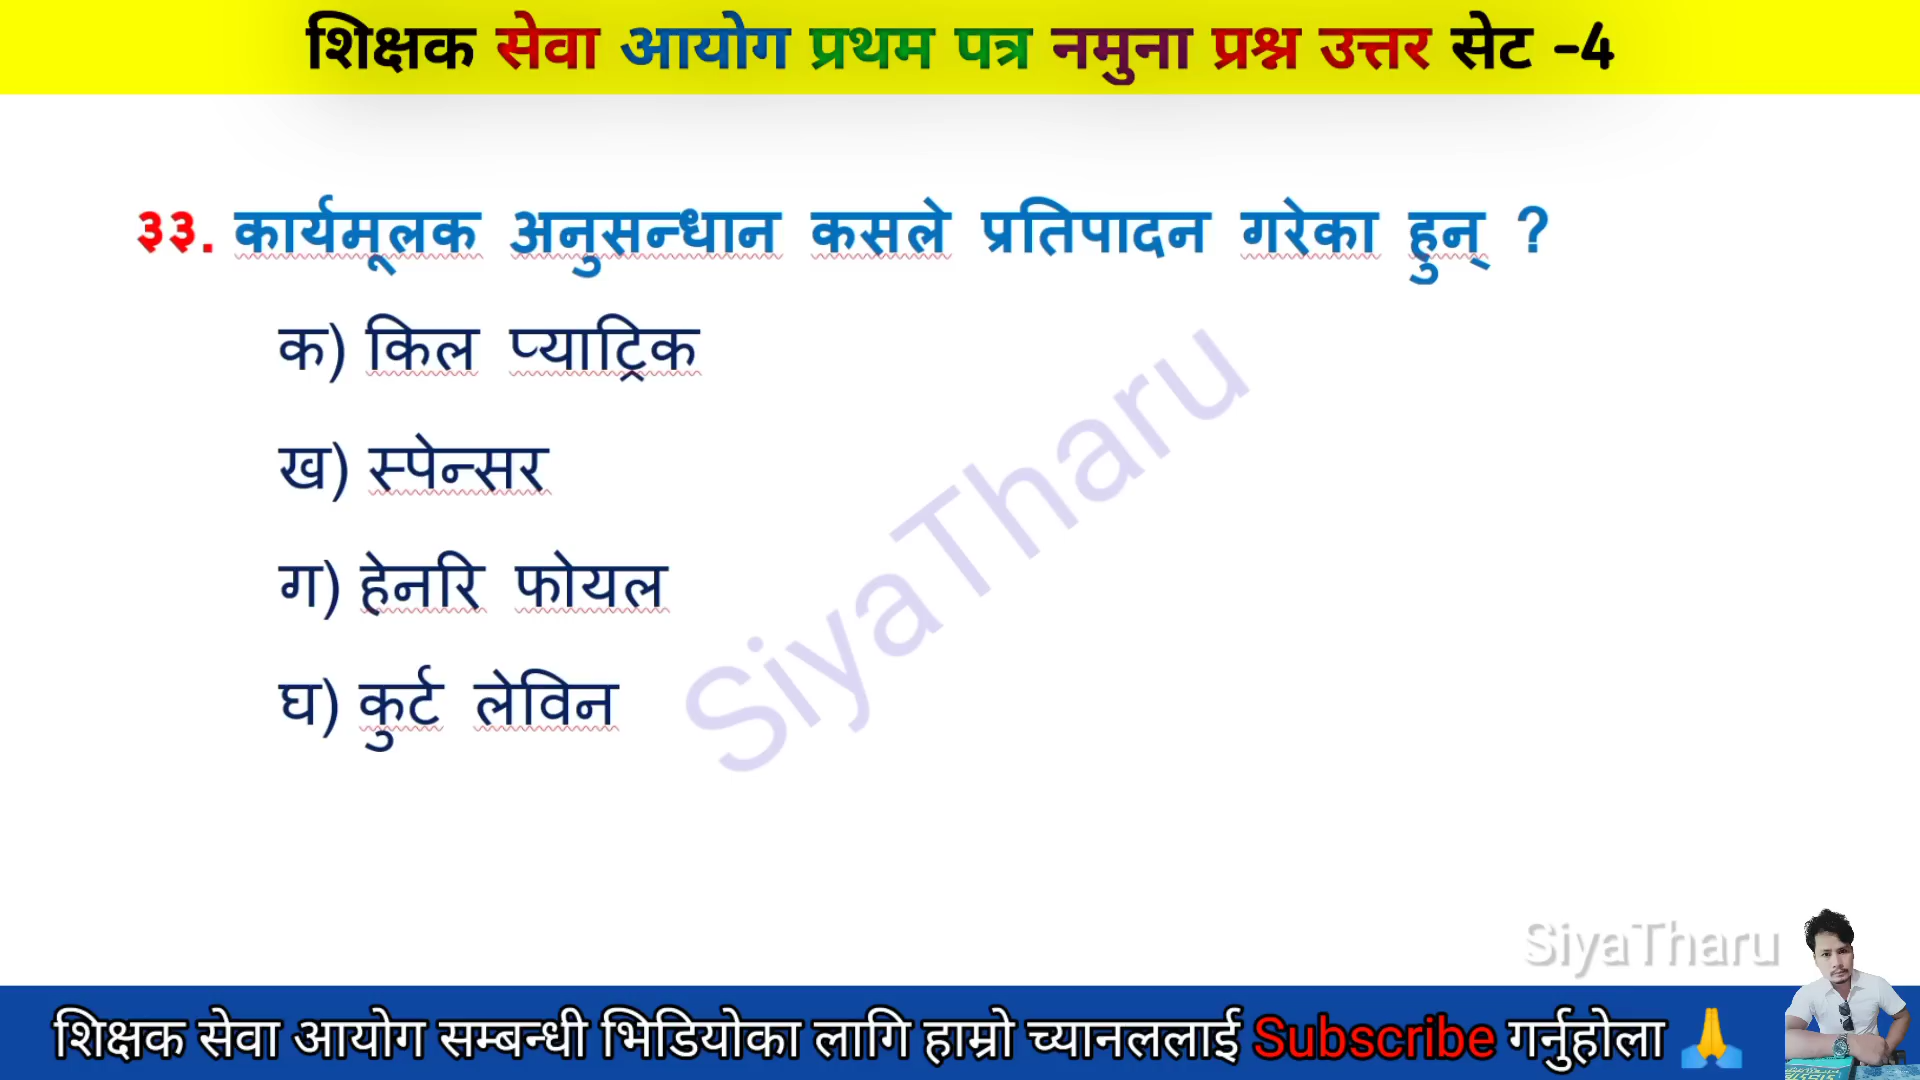 शिक्षक सेवा आयोग प्रथम पत्र नमुना प्रश्न उत्तर सेट -4
३३. कार्यमूलक अनुसन्धान कसले प्रतिपादन गरेका हुन् ?
क) किल प्याट्रिक
ख) स्पेन्सर
ग) हेनरि फोयल
घ) कुर्ट लेविन
SiyaTharu
SiyaTharu
शिक्षक सेवा आयोग सम्बन्धी भिडियोका लागि हाम्रो च्यानललाई Subscribe गर्नुहोला 🙏